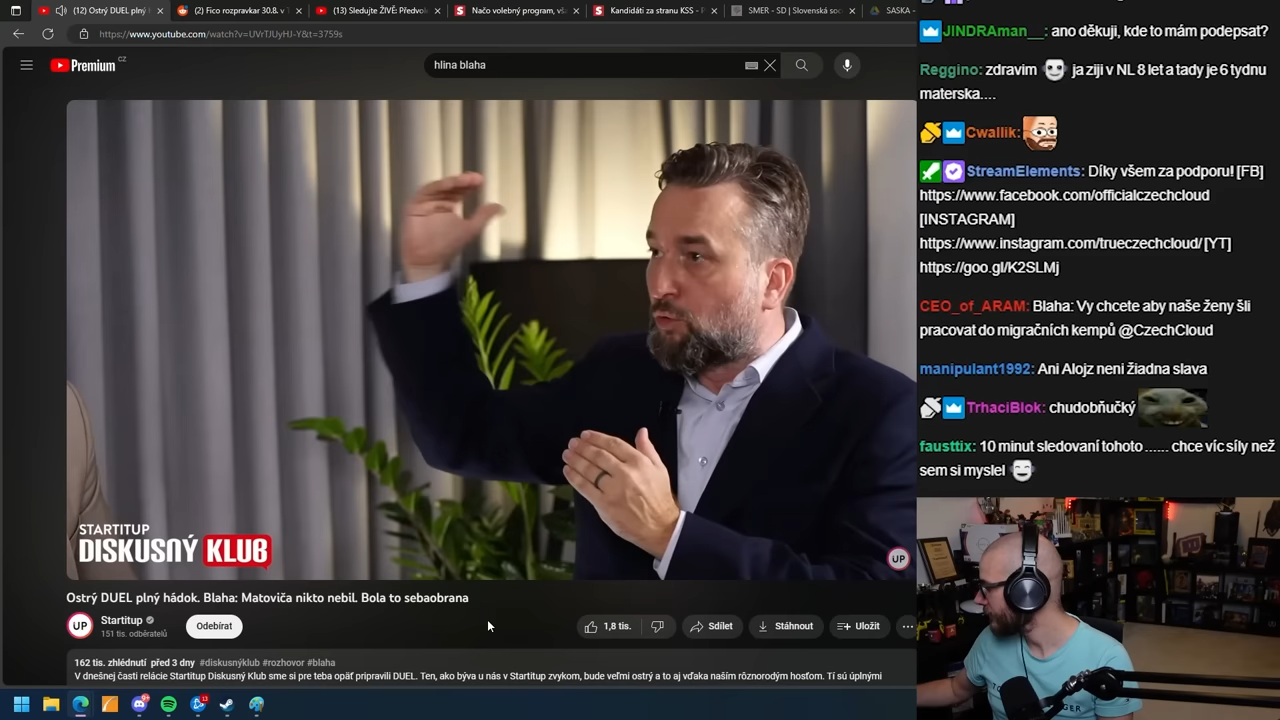 (12) Ostrý DUEL plný h
(2) Fico rozpravkar 30.8. v T
(13) Sledujte ŽIVĚ: Předvol
Načo volebný program, vš
Kandidáti za stranu KSS - P
SMER - SD | Slovenská soc
SASKA -
https://www.youtube.com/watch?v=UVrTJUyHJ-Y&t=3759s
Premium CZ
hlina blaha
STARTITUP
DISKUSNÝ KLUB
UP
Ostrý DUEL plný hádok. Blaha: Matoviča nikto nebil. Bola to sebaobrana
UP
Startitup
151 tis. odběratelů
Odebírat
1,8 tis.
Sdílet
Stáhnout
Uložit
162 tis. zhlédnutí před 3 dny #diskusnýklub #rozhovor #blaha
V dnešnej časti relácie Startitup Diskusný Klub sme si pre teba opäť pripravili DUEL. Ten, ako býva u nás v Startitup zvykom, bude veľmi ostrý a to aj vďaka našim rôznorodým hosťom. Tí sú úplnými
JINDRAman__: ano děkuji, kde to mám podepsat?
Reggino: zdravim ja ziji v NL 8 let a tady je 6 tydnu
materska....
Cwallik:
StreamElements: Díky všem za podporu! [FB]
https://www.facebook.com/officialczechcloud
[INSTAGRAM]
https://www.instagram.com/trueczechcloud/ [YT]
https://goo.gl/K2SLMj
CEO_of_ARAM: Blaha: Vy chcete aby naše ženy šli
pracovat do migračních kempů @CzechCloud
manipulant1992: Ani Alojz neni žiadna slava
TrhaciBlok: chudobňučký
fausttix: 10 minut sledovaní tohoto ...... chce víc síly než
sem si myslel